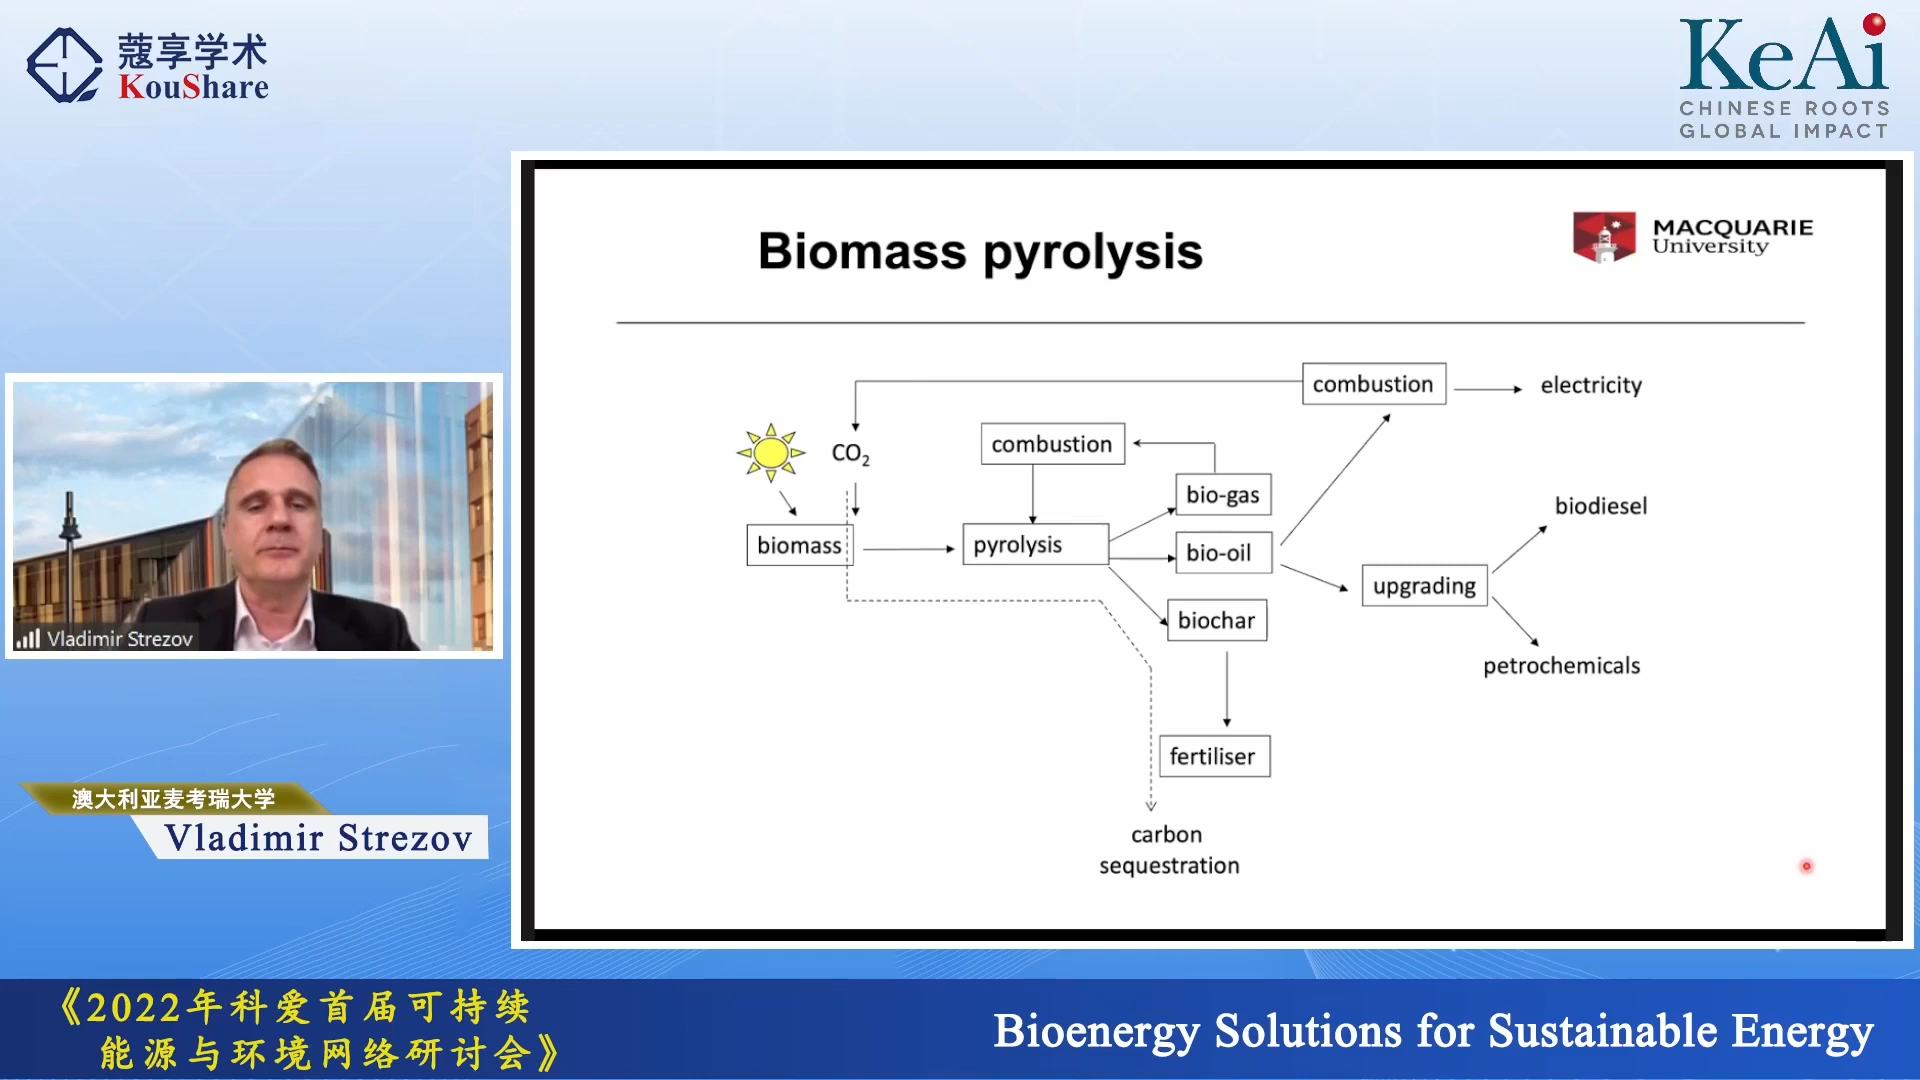 蔻享学术
KouShare
KeAi
CHINESE ROOTS
GLOBAL IMPACT
Biomass pyrolysis
MACQUARIE
University
combustion
electricity
CO₂
combustion
bio-gas
biodiesel
biomass
pyrolysis
bio-oil
upgrading
biochar
petrochemicals
fertiliser
carbon
sequestration
Vladimir Strezov
澳大利亚麦考瑞大学
Vladimir Strezov
《2022年科爱首届可持续
能源与环境网络研讨会》
Bioenergy Solutions for Sustainable Energy